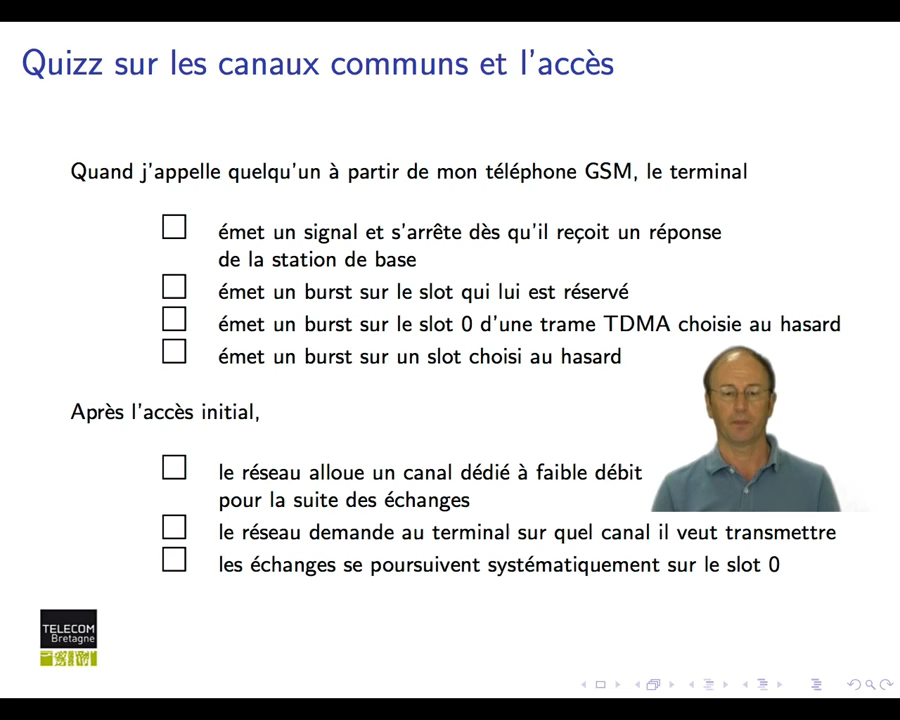 Quizz sur les canaux communs et l'accès
Quand j'appelle quelqu'un à partir de mon téléphone GSM, le terminal
émet un signal et s'arrête dès qu'il reçoit un réponse
de la station de base
émet un burst sur le slot qui lui est réservé
émet un burst sur le slot 0 d'une trame TDMA choisie au hasard
émet un burst sur un slot choisi au hasard
Après l'accès initial,
le réseau alloue un canal dédié à faible débit
pour la suite des échanges
le réseau demande au terminal sur quel canal il veut transmettre
les échanges se poursuivent systématiquement sur le slot 0
TELECOM
Bretagne